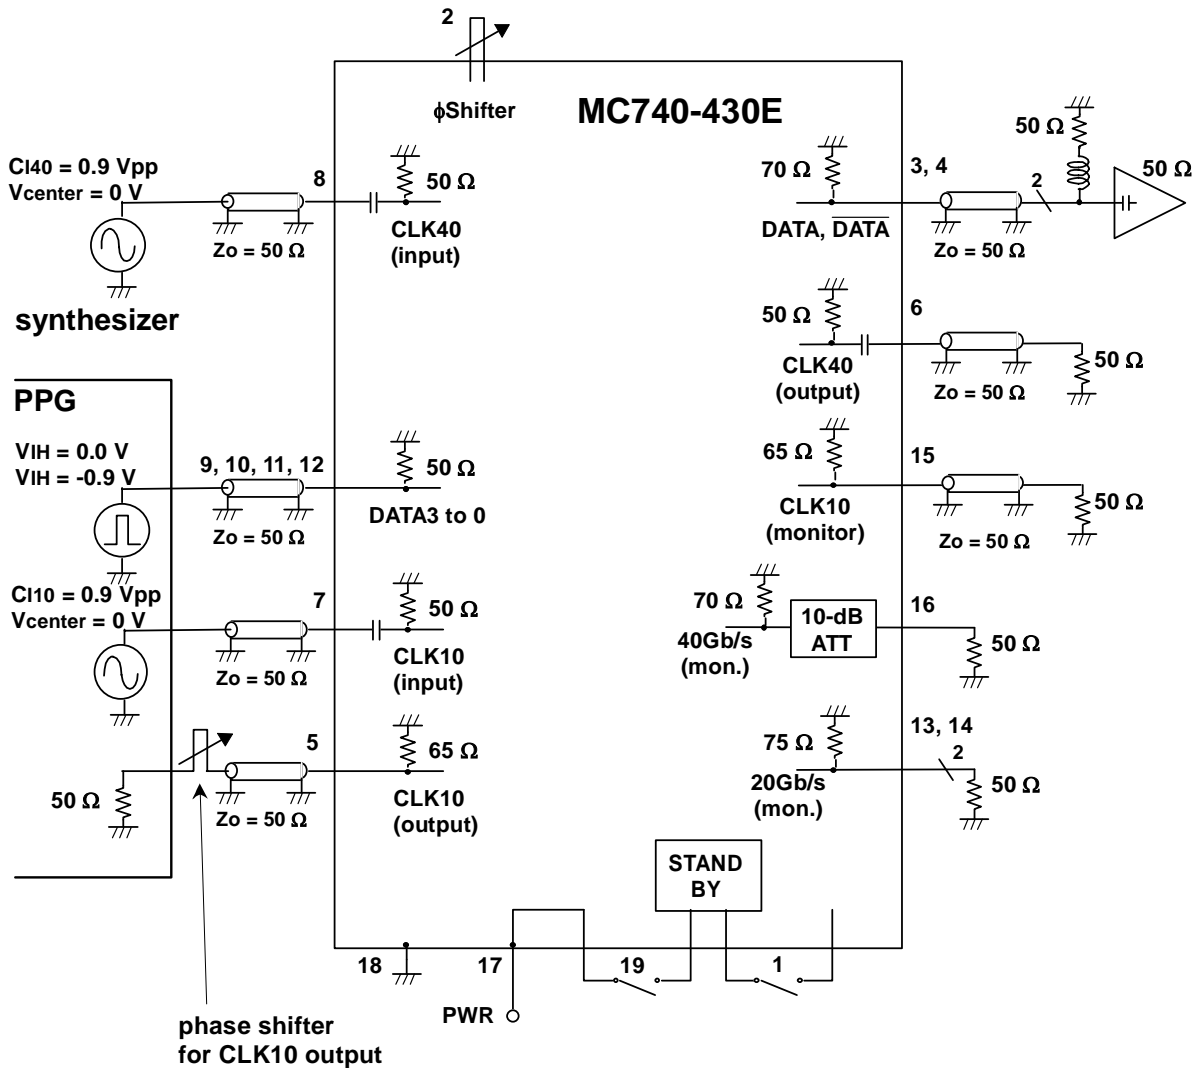 2
ϕShifter
MC740-430E
CI40 = 0.9 Vpp
Vcenter = 0 V
8
50 Ω
CLK40
(input)
Zo = 50 Ω
synthesizer
70 Ω
DATA, DATA
3, 4
Zo = 50 Ω
2
50 Ω
50 Ω
50 Ω
CLK40
(output)
6
Zo = 50 Ω
50 Ω
PPG
VIH = 0.0 V
VIH = -0.9 V
9, 10, 11, 12
Zo = 50 Ω
50 Ω
DATA3 to 0
65 Ω
CLK10
(monitor)
15
Zo = 50 Ω
50 Ω
CI10 = 0.9 Vpp
Vcenter = 0 V
7
Zo = 50 Ω
50 Ω
CLK10
(input)
70 Ω
40Gb/s
(mon.)
10-dB
ATT
16
50 Ω
50 Ω
5
Zo = 50 Ω
65 Ω
CLK10
(output)
75 Ω
20Gb/s
(mon.)
13, 14
2
50 Ω
STAND
BY
18
17
19
1
PWR
phase shifter
for CLK10 output